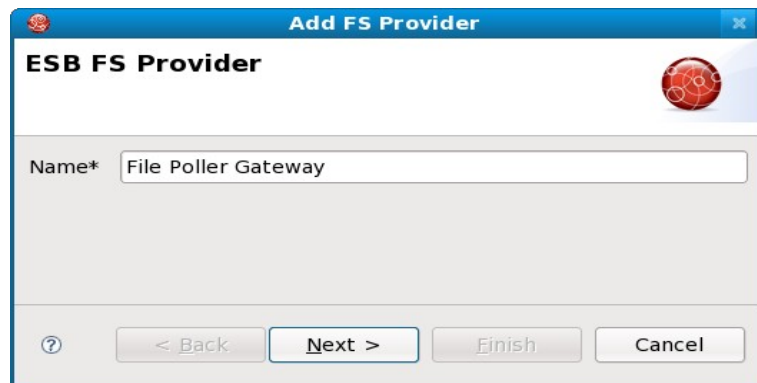 Add FS Provider
ESB FS Provider
Name* File Poller Gateway
? < Back Next > Finish Cancel